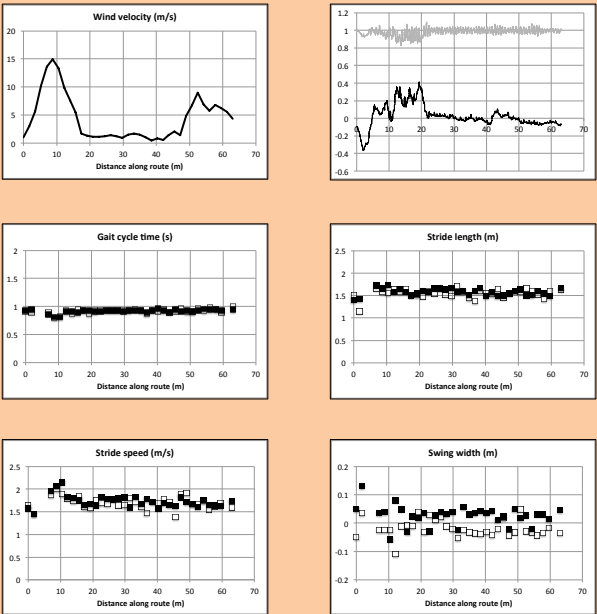 Wind velocity (m/s)
20
15
10
5
0
0 10 20 30 40 50 60 70
Distance along route (m)
1.2
1
0.8
0.6
0.4
0.2
0
-0.2
-0.4
-0.6
0 10 20 30 40 50 60 70
Gait cycle time (s)
2
1.5
1
0.5
0
0 10 20 30 40 50 60 70
Distance along route (m)
Stride length (m)
2.5
2
1.5
1
0.5
0
0 10 20 30 40 50 60 70
Distance along route (m)
Stride speed (m/s)
2.5
2
1.5
1
0.5
0
0 10 20 30 40 50 60 70
Distance along route (m)
Swing width (m)
0.2
0.1
0
-0.1
-0.2
0 10 20 30 40 50 60 70
Distance along route (m)